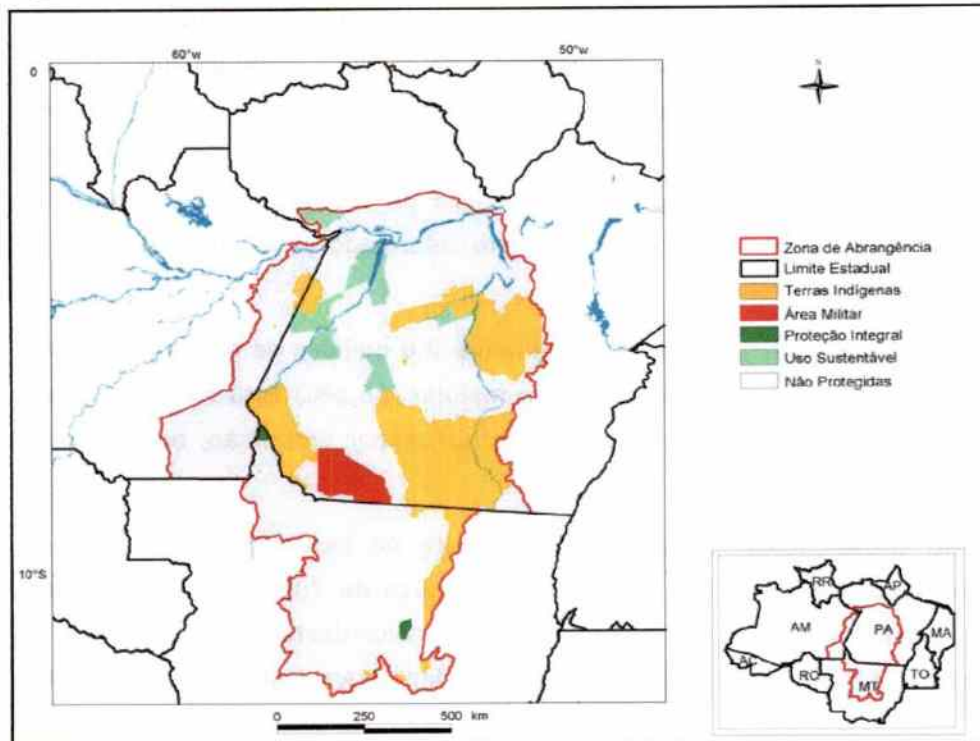 60°w
50°w
0
N
Zona de Abrangência
Limite Estadual
Terras Indígenas
Área Militar
Proteção Integral
Uso Sustentável
Não Protegidas
10°S
0 250 500 km
RR
AP
AM
PA
MA
AC
RO
TO
MT